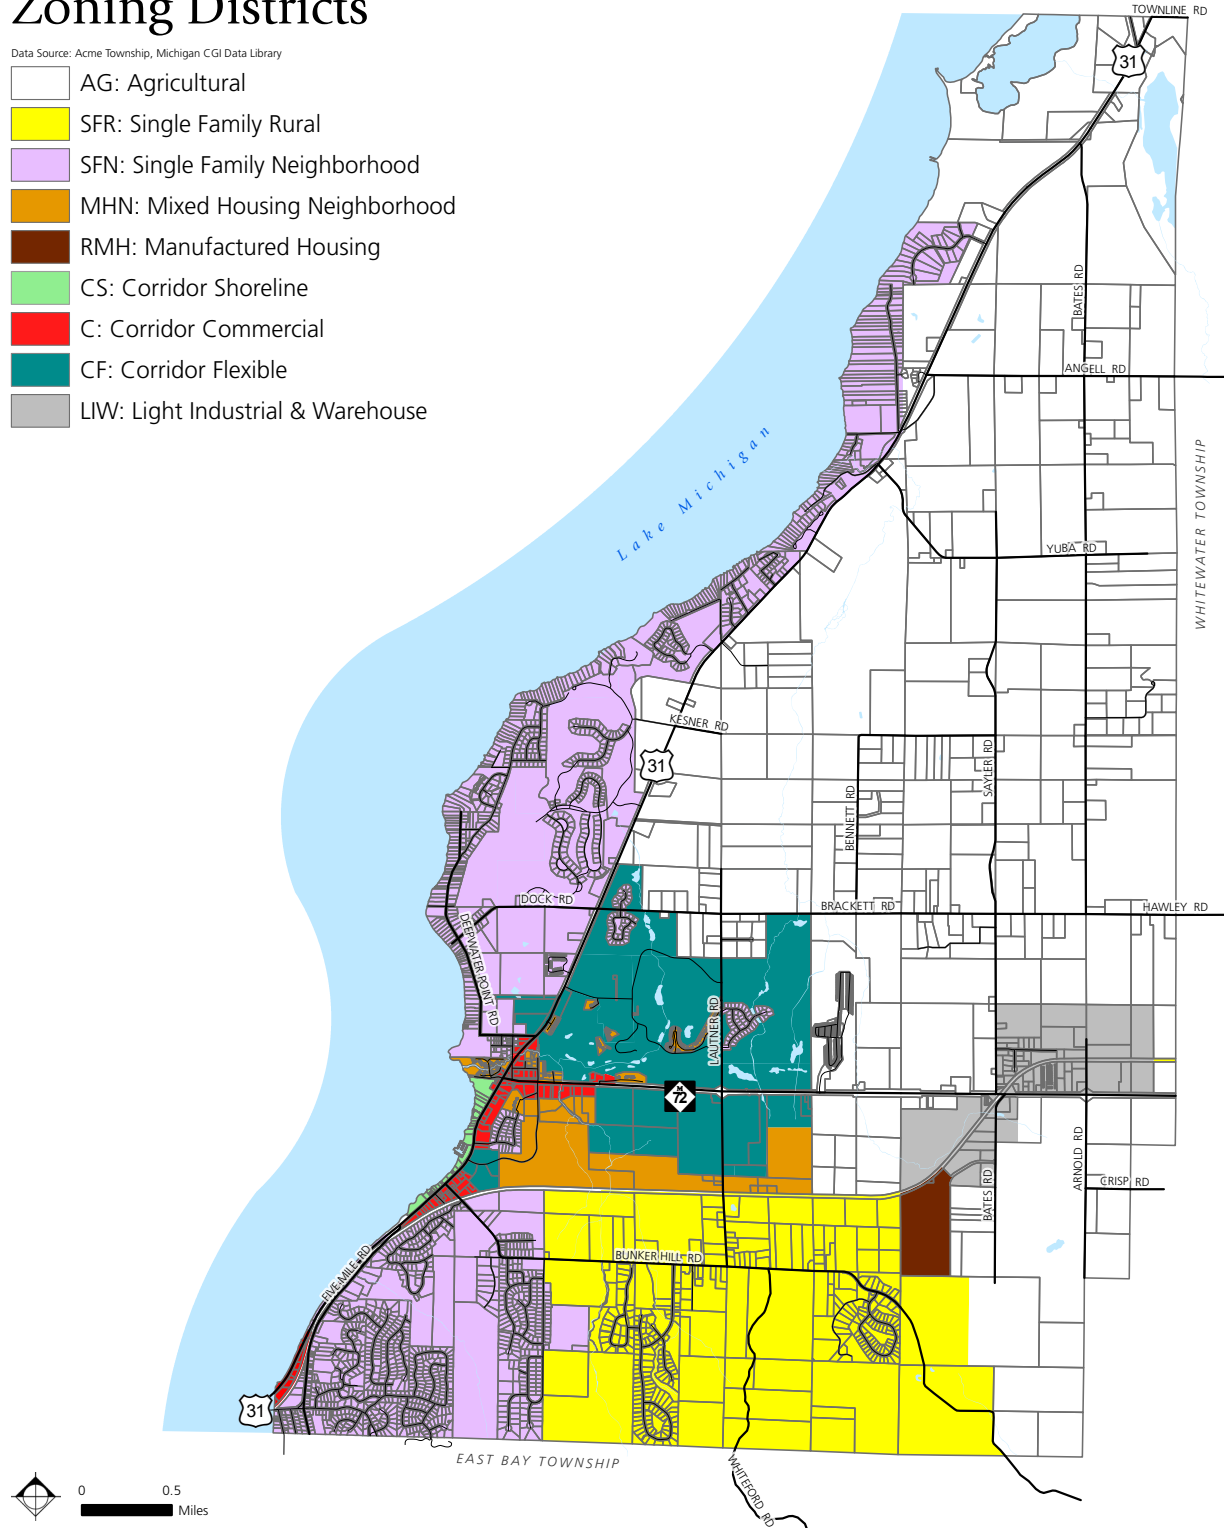 Zoning Districts
Data Source: Acme Township, Michigan CGI Data Library
AG: Agricultural
SFR: Single Family Rural
SFN: Single Family Neighborhood
MHN: Mixed Housing Neighborhood
RMH: Manufactured Housing
CS: Corridor Shoreline
C: Corridor Commercial
CF: Corridor Flexible
LIW: Light Industrial & Warehouse
TOWNLINE RD
31
BATES RD
ANGELL RD
Lake Michigan
WHITEWATER TOWNSHIP
YUBA RD
KESNER RD
31
SAYLER RD
BENNETT RD
DOCK RD
BRACKETT RD
HAWLEY RD
DEEPWATER POINT RD
LAUTNER RD
M
72
ARNOLD RD
BATES RD
CRISP RD
BUNKER HILL RD
FIVE MILE RD
31
EAST BAY TOWNSHIP
WHITEFORD RD
0 0.5
Miles